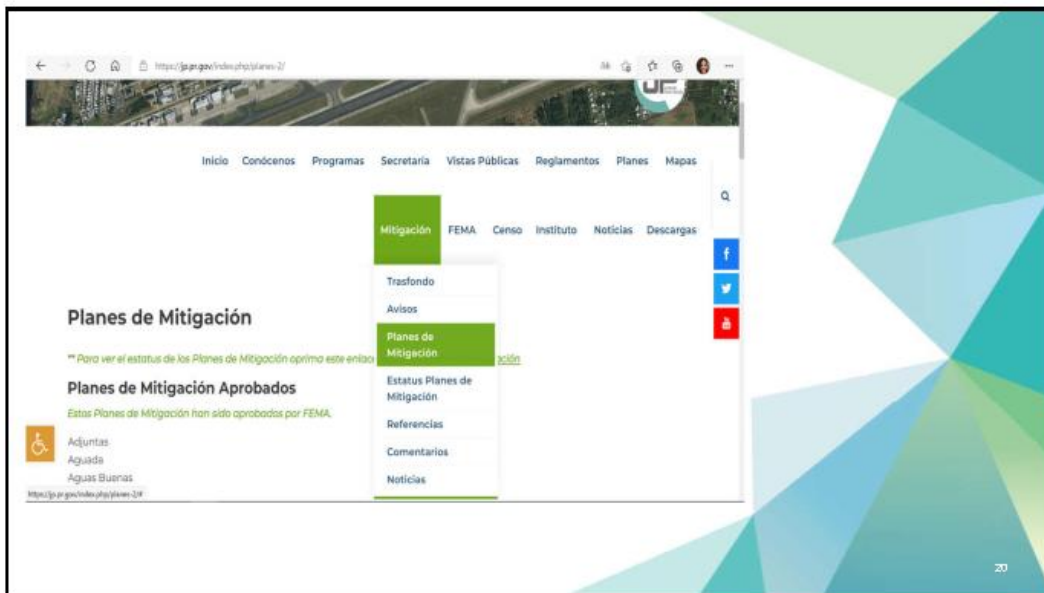 https://jp.pr.gov/index.php/planes-2/
JP
Inicio Conócenos Programas Secretaría Vistas Públicas Reglamentos Planes Mapas
Mitigación FEMA Censo Instituto Noticias Descargas
Trasfondo
Avisos
Planes de
Mitigación
Estatus Planes de
Mitigación
Referencias
Comentarios
Noticias
Planes de Mitigación
** Para ver el estatus de los Planes de Mitigación oprima este
Planes de Mitigación Aprobados
Estos Planes de Mitigación han sido aprobados por FEMA.
Adjuntas
Aguada
Aguas Buenas
https://jp.pr.gov/index.php/planes-2/#
20